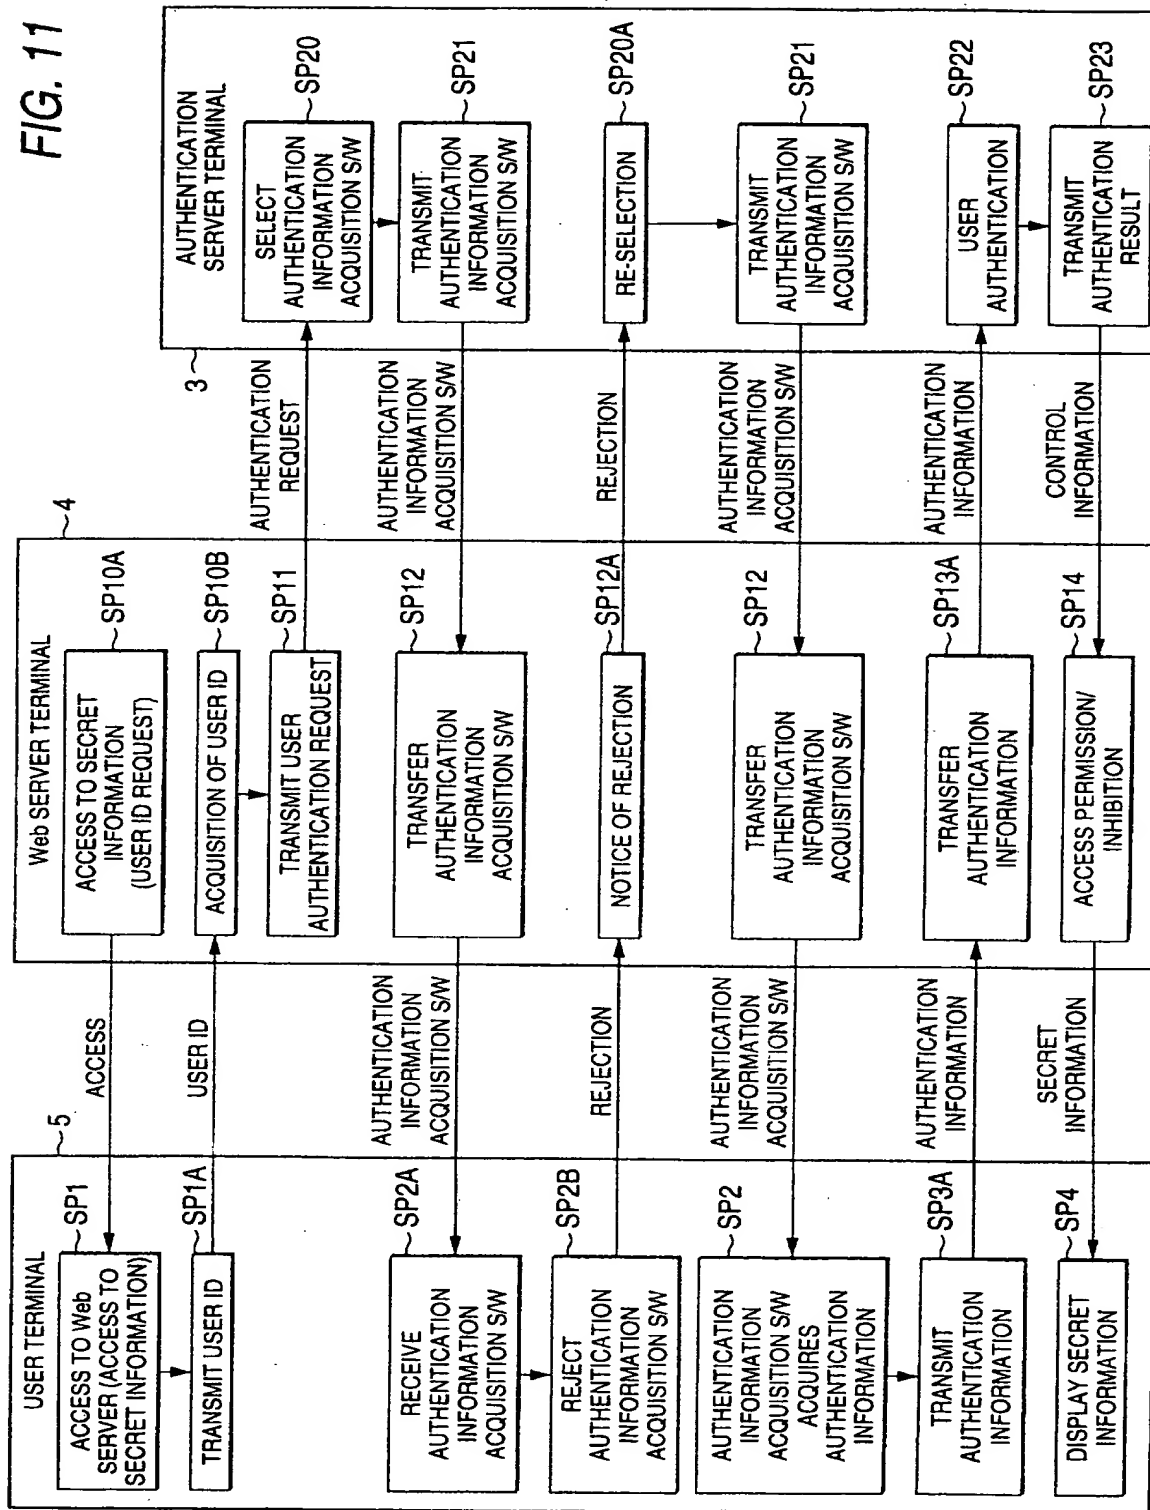 FIG. 11
USER TERMINAL
5
ACCESS TO Web
SERVER (ACCESS TO
SECRET INFORMATION)
SP1
TRANSMIT USER ID
SP1A
RECEIVE
AUTHENTICATION
INFORMATION
ACQUISITION S/W
SP2A
REJECT
AUTHENTICATION
INFORMATION
ACQUISITION S/W
SP2B
AUTHENTICATION
INFORMATION
ACQUISITION S/W
ACQUIRES
AUTHENTICATION
INFORMATION
SP2
TRANSMIT
AUTHENTICATION
INFORMATION
SP3A
DISPLAY SECRET
INFORMATION
SP4
ACCESS
USER ID
AUTHENTICATION
INFORMATION
ACQUISITION S/W
REJECTION
AUTHENTICATION
INFORMATION
ACQUISITION S/W
AUTHENTICATION
INFORMATION
SECRET
INFORMATION
Web SERVER TERMINAL
4
ACCESS TO SECRET
INFORMATION
(USER ID REQUEST)
SP10A
ACQUISITION OF USER ID
SP10B
TRANSMIT USER
AUTHENTICATION REQUEST
SP11
TRANSFER
AUTHENTICATION
INFORMATION
ACQUISITION S/W
SP12
NOTICE OF REJECTION
SP12A
TRANSFER
AUTHENTICATION
INFORMATION
ACQUISITION S/W
SP12
TRANSFER
AUTHENTICATION
INFORMATION
SP13A
ACCESS PERMISSION/
INHIBITION
SP14
AUTHENTICATION
REQUEST
AUTHENTICATION
INFORMATION
ACQUISITION S/W
REJECTION
AUTHENTICATION
INFORMATION
ACQUISITION S/W
AUTHENTICATION
INFORMATION
CONTROL
INFORMATION
3
AUTHENTICATION
SERVER TERMINAL
SELECT
AUTHENTICATION
INFORMATION
ACQUISITION S/W
SP20
TRANSMIT
AUTHENTICATION
INFORMATION
ACQUISITION S/W
SP21
RE-SELECTION
SP20A
TRANSMIT
AUTHENTICATION
INFORMATION
ACQUISITION S/W
SP21
USER
AUTHENTICATION
SP22
TRANSMIT
AUTHENTICATION
RESULT
SP23